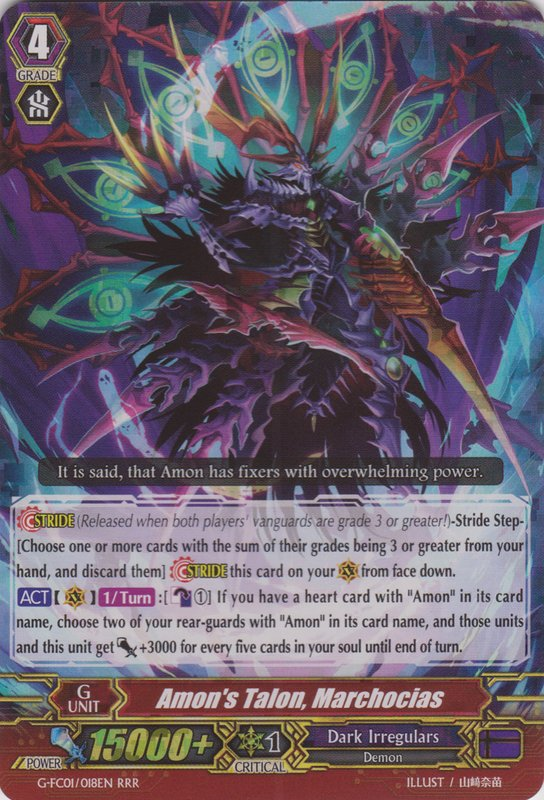 4
GRADE
It is said, that Amon has fixers with overwhelming power.
STRIDE (Released when both players' vanguards are grade 3 or greater!)-Stride Step-
[Choose one or more cards with the sum of their grades being 3 or greater from your
hand, and discard them] STRIDE this card on your V from face down.
ACT【V】1/Turn :[①] If you have a heart card with "Amon" in its card
name, choose two of your rear-guards with "Amon" in its card name, and those units
and this unit get +3000 for every five cards in your soul until end of turn.
G UNIT
Amon's Talon, Marchocias
POWER 15000+
1
CRITICAL
Dark Irregulars
Demon
G-FC01/018EN RRR
ILLUST / 山﨑奈苗